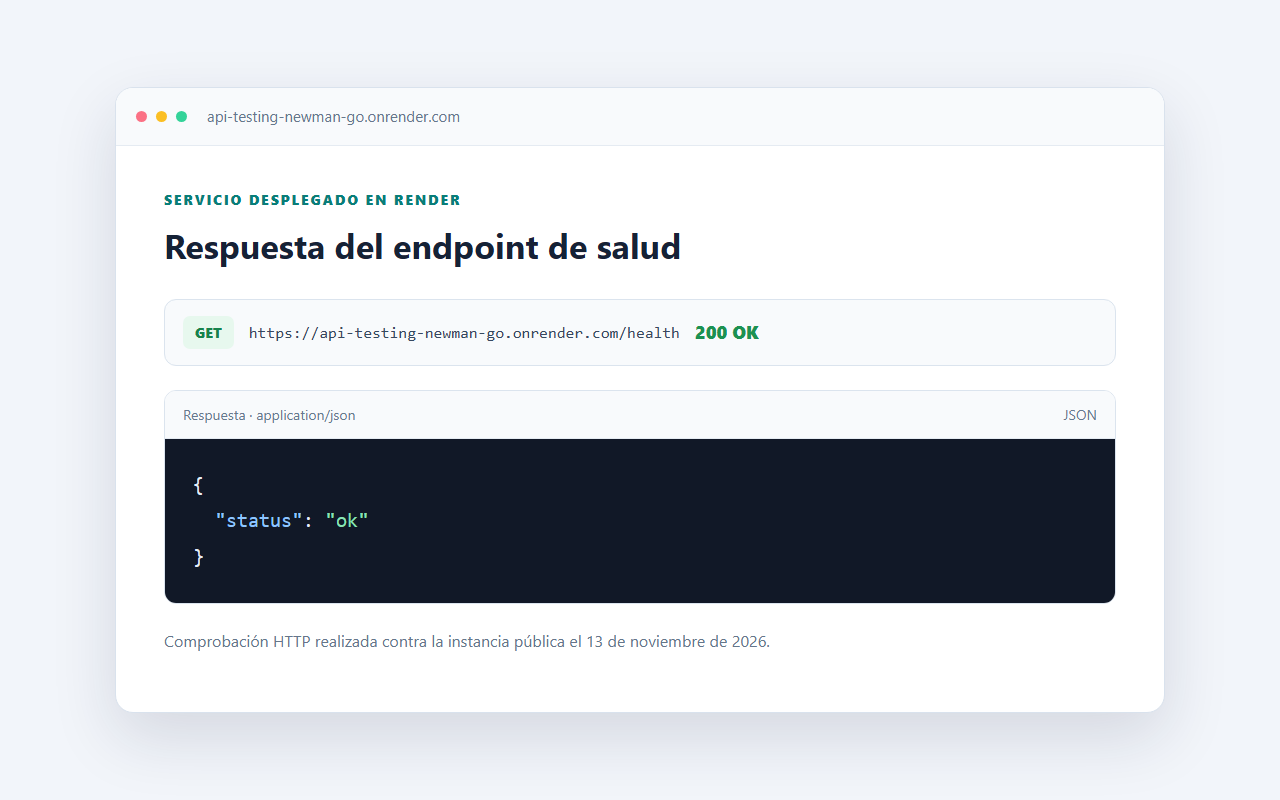 api-testing-newman-go.onrender.com
SERVICIO DESPLEGADO EN RENDER
Respuesta del endpoint de salud
GET https://api-testing-newman-go.onrender.com/health 200 OK
Respuesta · application/json JSON
{
  "status": "ok"
}
Comprobación HTTP realizada contra la instancia pública el 13 de noviembre de 2026.